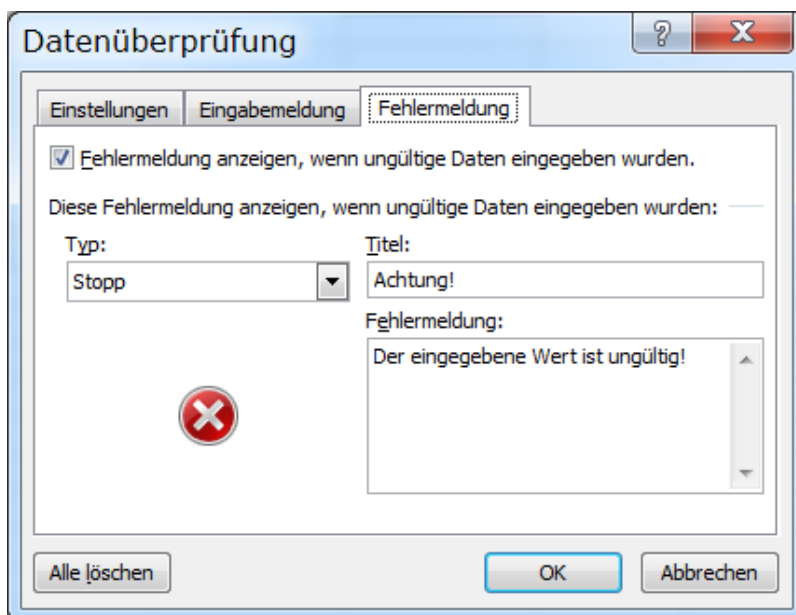 Datenüberprüfung
?
X
Einstellungen
Eingabemeldung
Fehlermeldung
Fehlermeldung anzeigen, wenn ungültige Daten eingegeben wurden.
Diese Fehlermeldung anzeigen, wenn ungültige Daten eingegeben wurden:
Typ:
Stopp
Titel:
Achtung!
Fehlermeldung:
Der eingegebene Wert ist ungültig!
Alle löschen
OK
Abbrechen